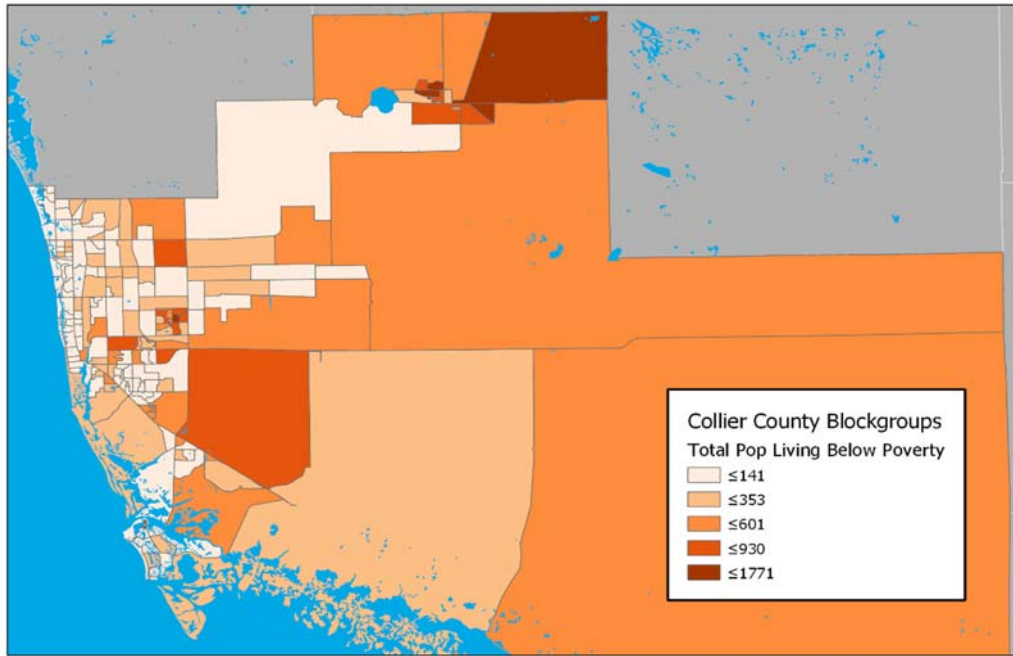 Collier County Blockgroups
Total Pop Living Below Poverty
≤141
≤353
≤601
≤930
≤1771